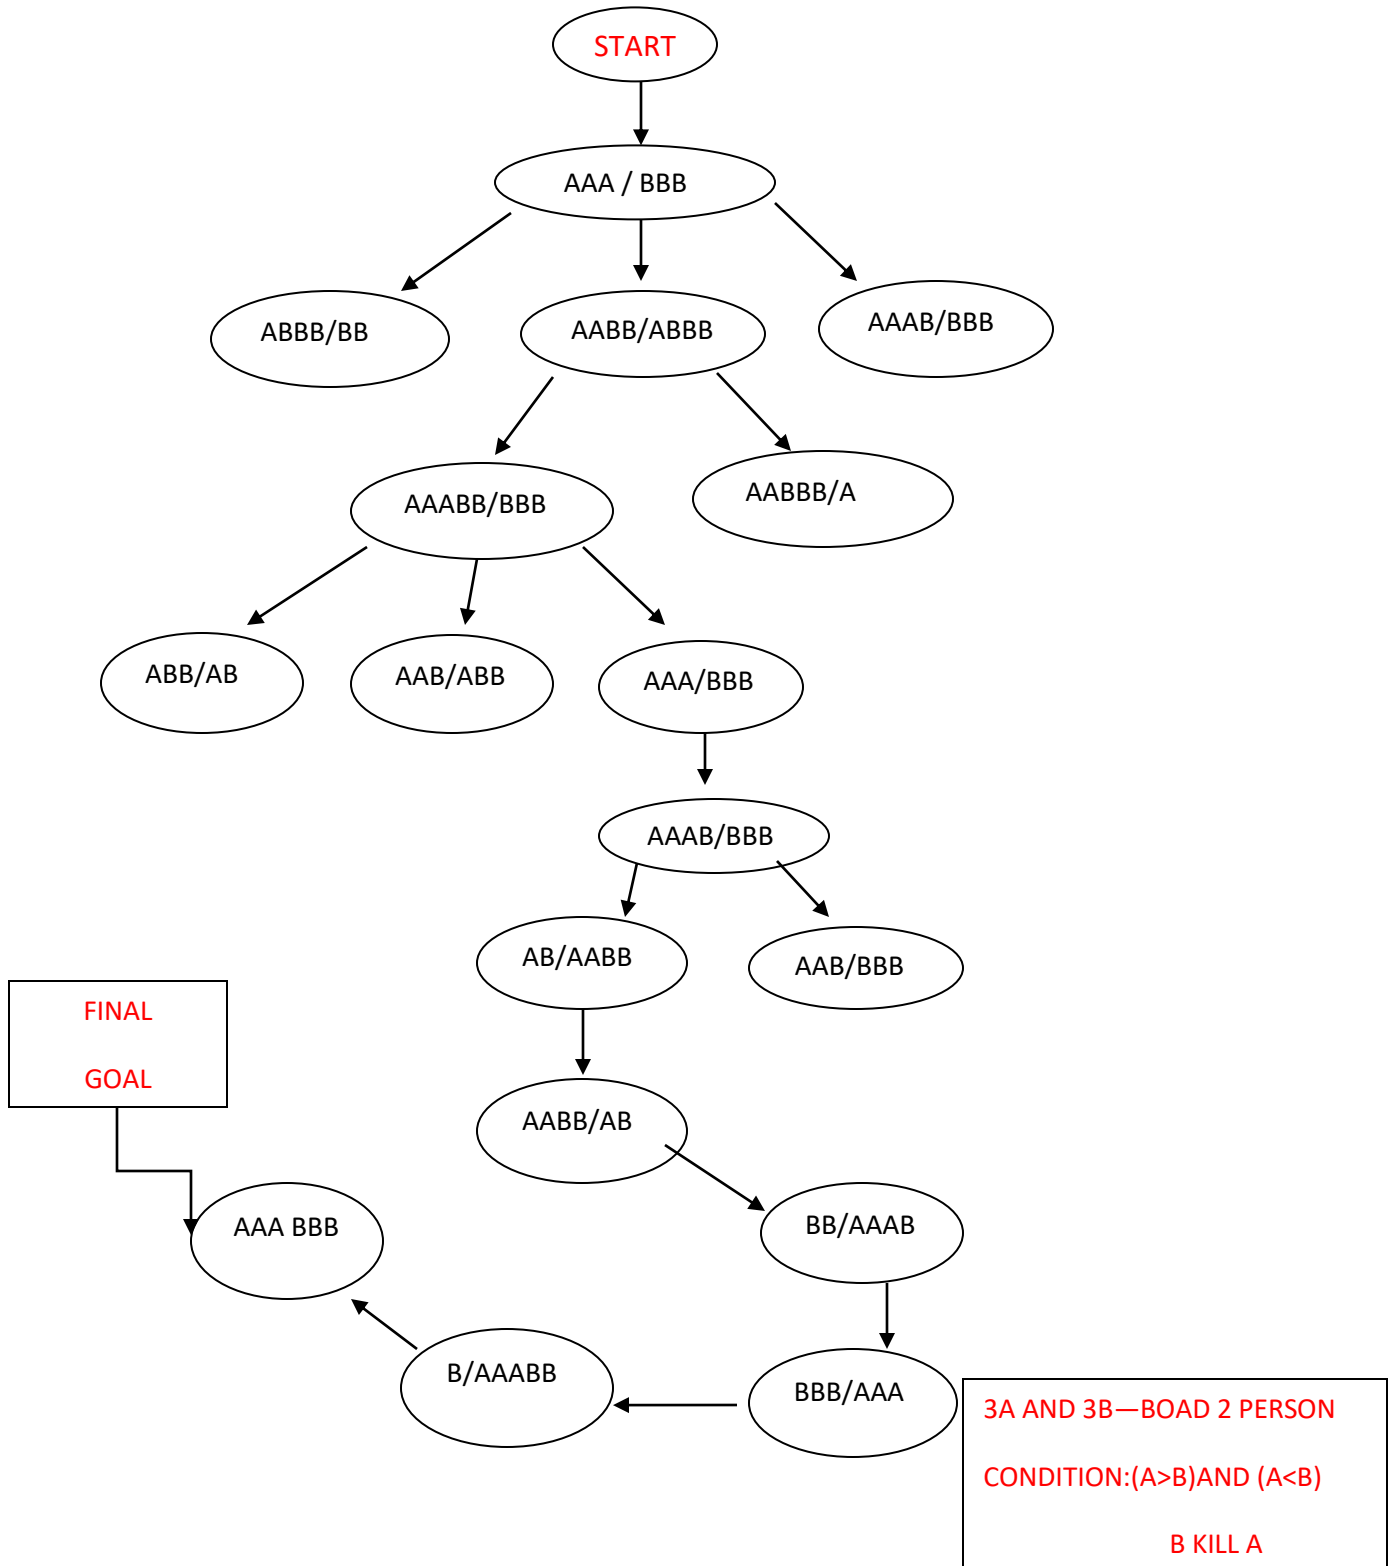 START
AAA / BBB
ABBB/BB
AABB/ABBB
AAAB/BBB
AAABB/BBB
AABBB/A
ABB/AB
AAB/ABB
AAA/BBB
AAAB/BBB
AB/AABB
AAB/BBB
FINAL
GOAL
AABB/AB
AAA BBB
BB/AAAB
B/AAABB
BBB/AAA
3A AND 3B—BOAD 2 PERSON
CONDITION:(A>B)AND (A<B)
B KILL A